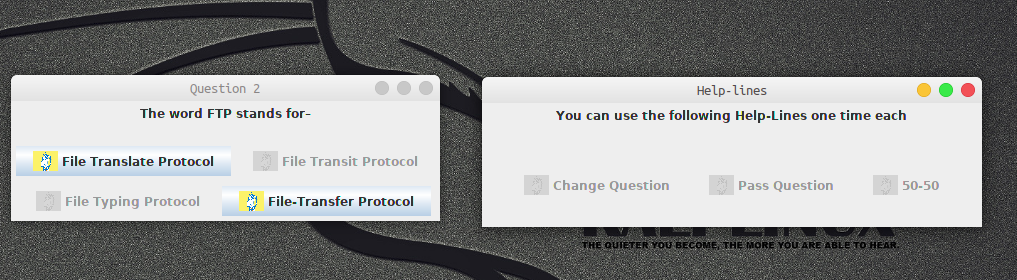 Question 2
The word FTP stands for-
File Translate Protocol
File Transit Protocol
File Typing Protocol
File-Transfer Protocol
Help-lines
You can use the following Help-Lines one time each
Change Question
Pass Question
50-50
KALI LINUX
THE QUIETER YOU BECOME, THE MORE YOU ARE ABLE TO HEAR.